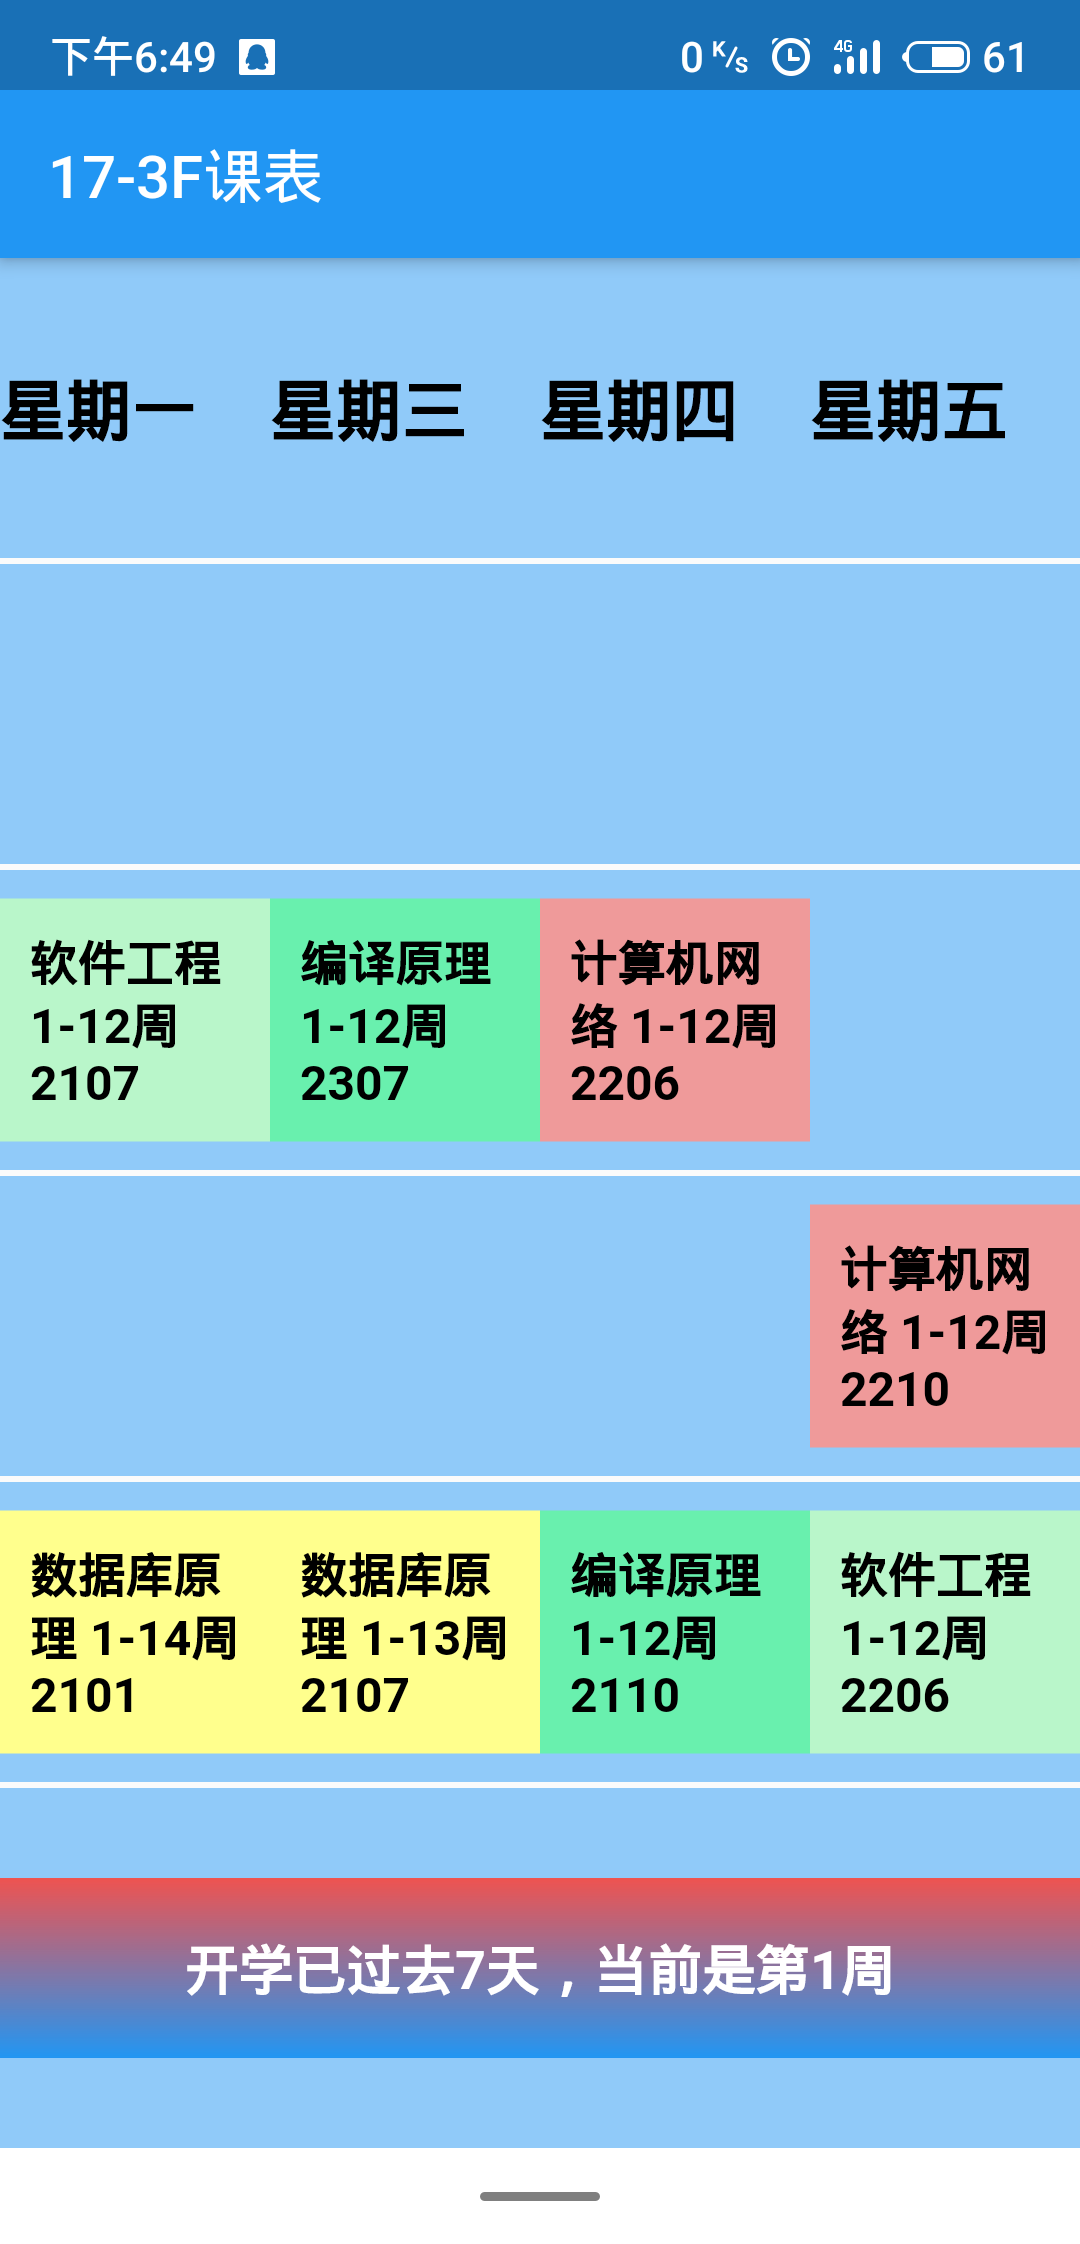 下午6:49 0 K/s 4G 61
17-3F课表
星期一 星期三 星期四 星期五
软件工程 编译原理 计算机网
1-12周 1-12周 络 1-12周
2107 2307 2206
计算机网
络 1-12周
2210
数据库原 数据库原 编译原理 软件工程
理 1-14周 理 1-13周 1-12周 1-12周
2101 2107 2110 2206
开学已过去7天，当前是第1周